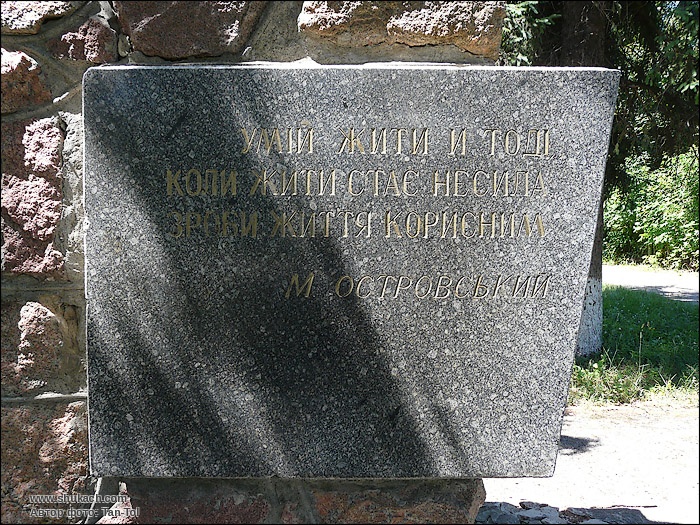 УМІЙ ЖИТИ И ТОДІ
КОЛИ ЖИТИ СТАЄ НЕСИЛА
ЗРОБИ ЖИТТЯ КОРИСНИМ
М ОСТРОВСЬКИЙ
www.shukach.com
Автор фото: Tan-Tol